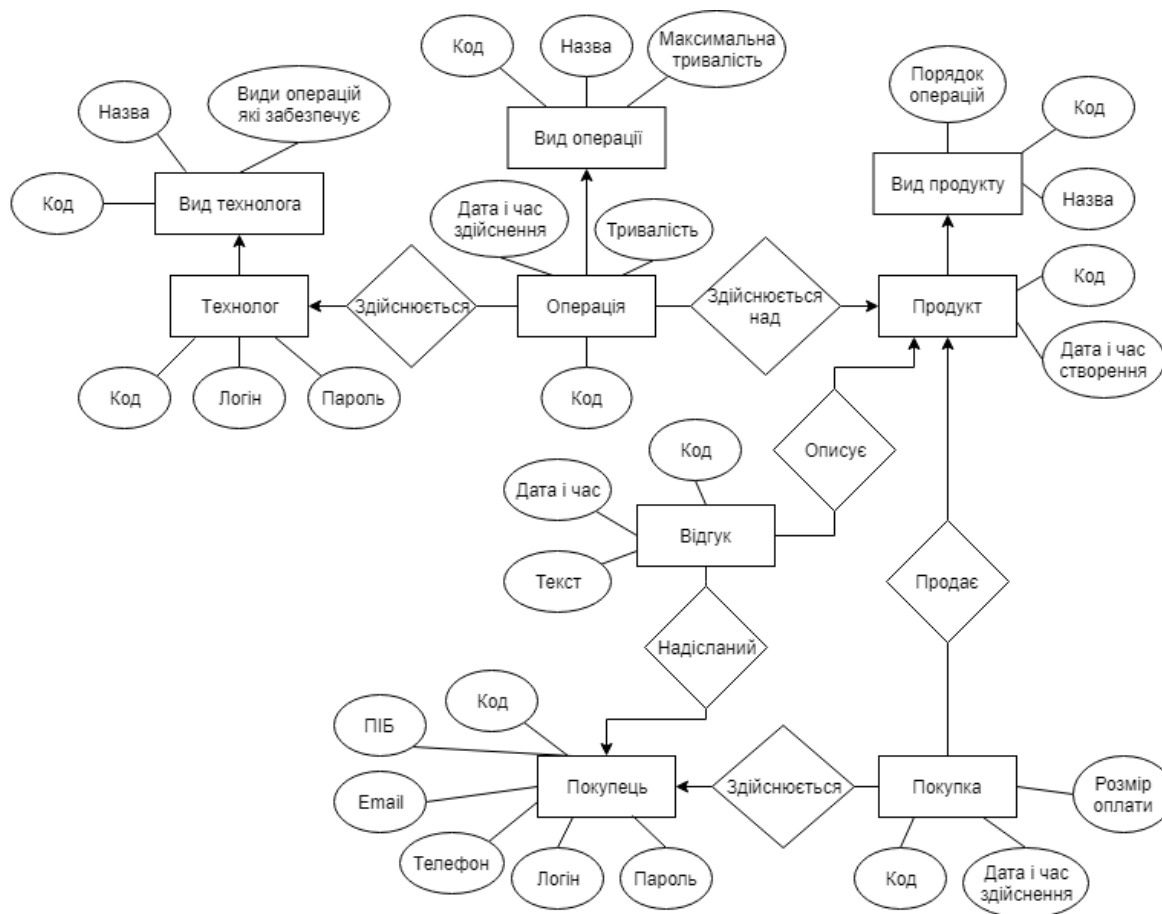 Код
Назва
Максимальна
тривалість
Порядок
операцій
Види операцій
які забезпечує
Назва
Код
Вид операції
Вид продукту
Код
Вид технолога
Назва
Дата і час
здійснення
Тривалість
Код
Технолог
Здійснюється
Операція
Здійснюється
над
Продукт
Дата і час
створення
Код
Логін
Пароль
Код
Код
Описує
Дата і час
Відгук
Текст
Продає
Надісланий
Код
ПІБ
Email
Покупець
Здійснюється
Покупка
Розмір
оплати
Телефон
Логін
Пароль
Код
Дата і час
здійснення